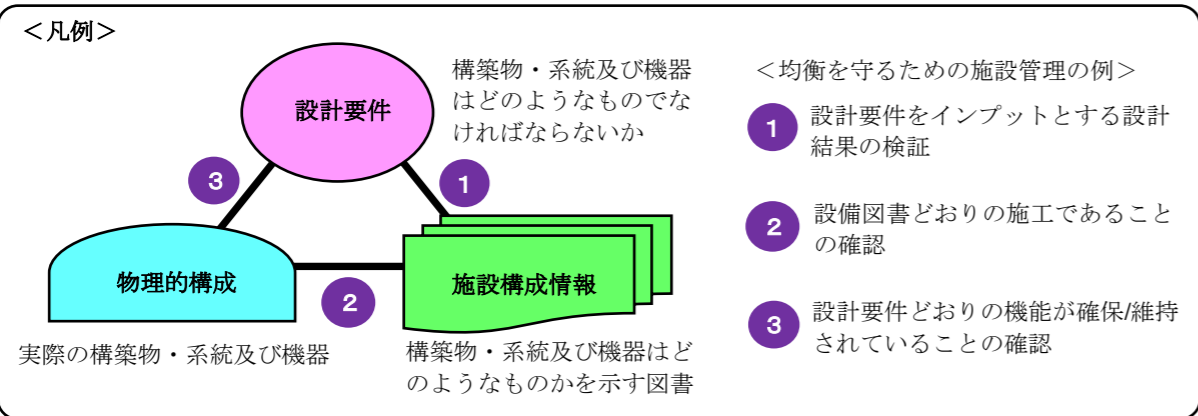 ＜凡例＞
設計要件
構築物・系統及び機器
はどのようなものでな
ければならないか
3
1
物理的構成
2
施設構成情報
実際の構築物・系統及び機器
構築物・系統及び機器はど
のようなものかを示す図書
＜均衡を守るための施設管理の例＞
1
設計要件をインプットとする設計
結果の検証
2
設備図書どおりの施工であること
の確認
3
設計要件どおりの機能が確保/維持
されていることの確認